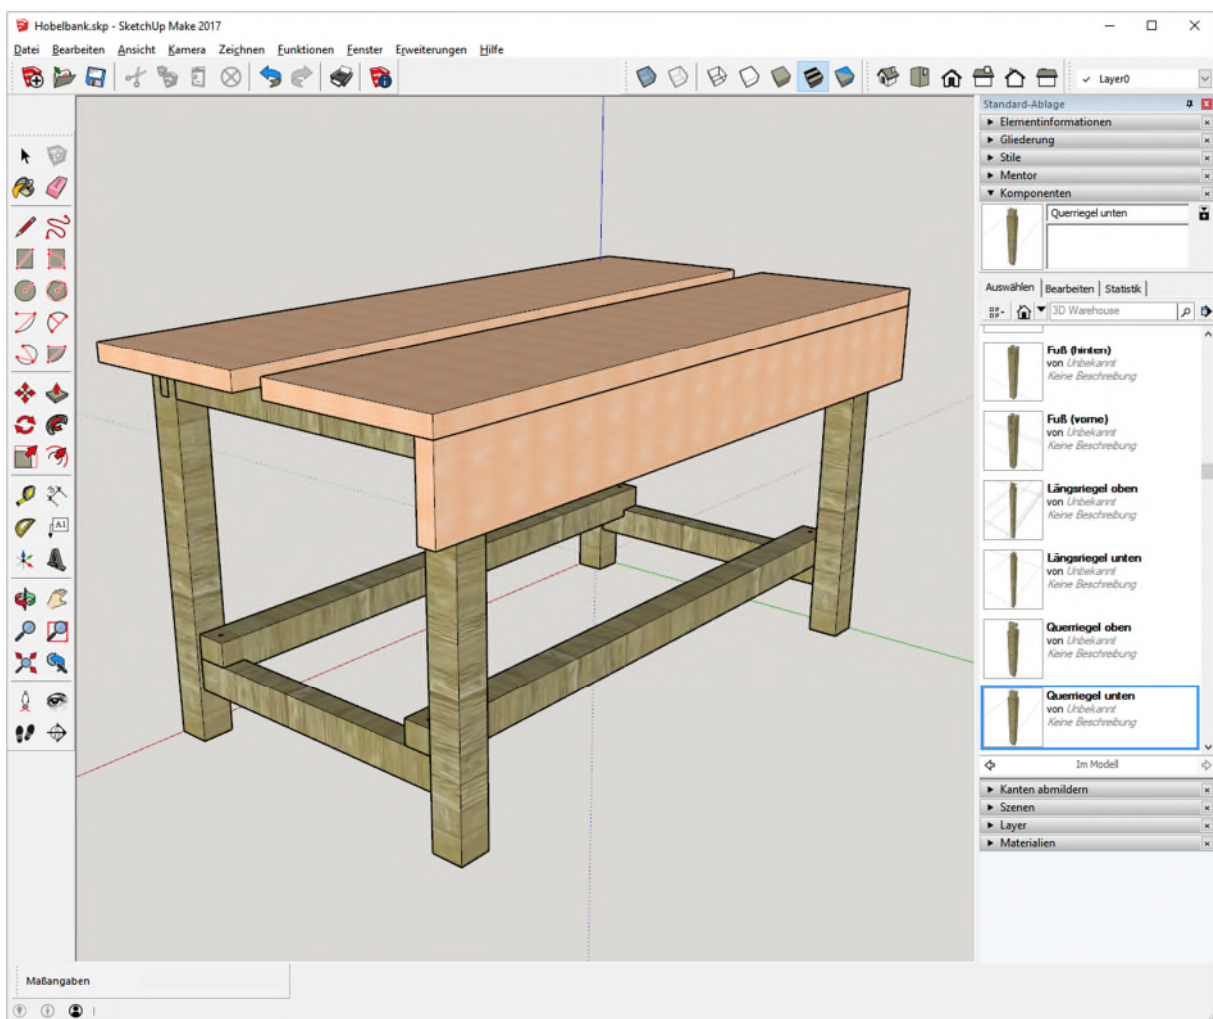 Hobelbank.skp - SketchUp Make 2017
Datei Bearbeiten Ansicht Kamera Zeichnen Funktionen Fenster Erweiterungen Hilfe
Layer0
Standard-Ablage
Elementinformationen
Gliederung
Stile
Mentor
Komponenten
Querriegel unten
Auswählen Bearbeiten Statistik
3D Warehouse
Fuß (hinten)
von Unbekannt
Keine Beschreibung
Fuß (vorne)
von Unbekannt
Keine Beschreibung
Längsriegel oben
von Unbekannt
Keine Beschreibung
Längsriegel unten
von Unbekannt
Keine Beschreibung
Querriegel oben
von Unbekannt
Keine Beschreibung
Querriegel unten
von Unbekannt
Keine Beschreibung
Im Modell
Kanten abmildern
Szenen
Layer
Materialien
A1
Maßangaben